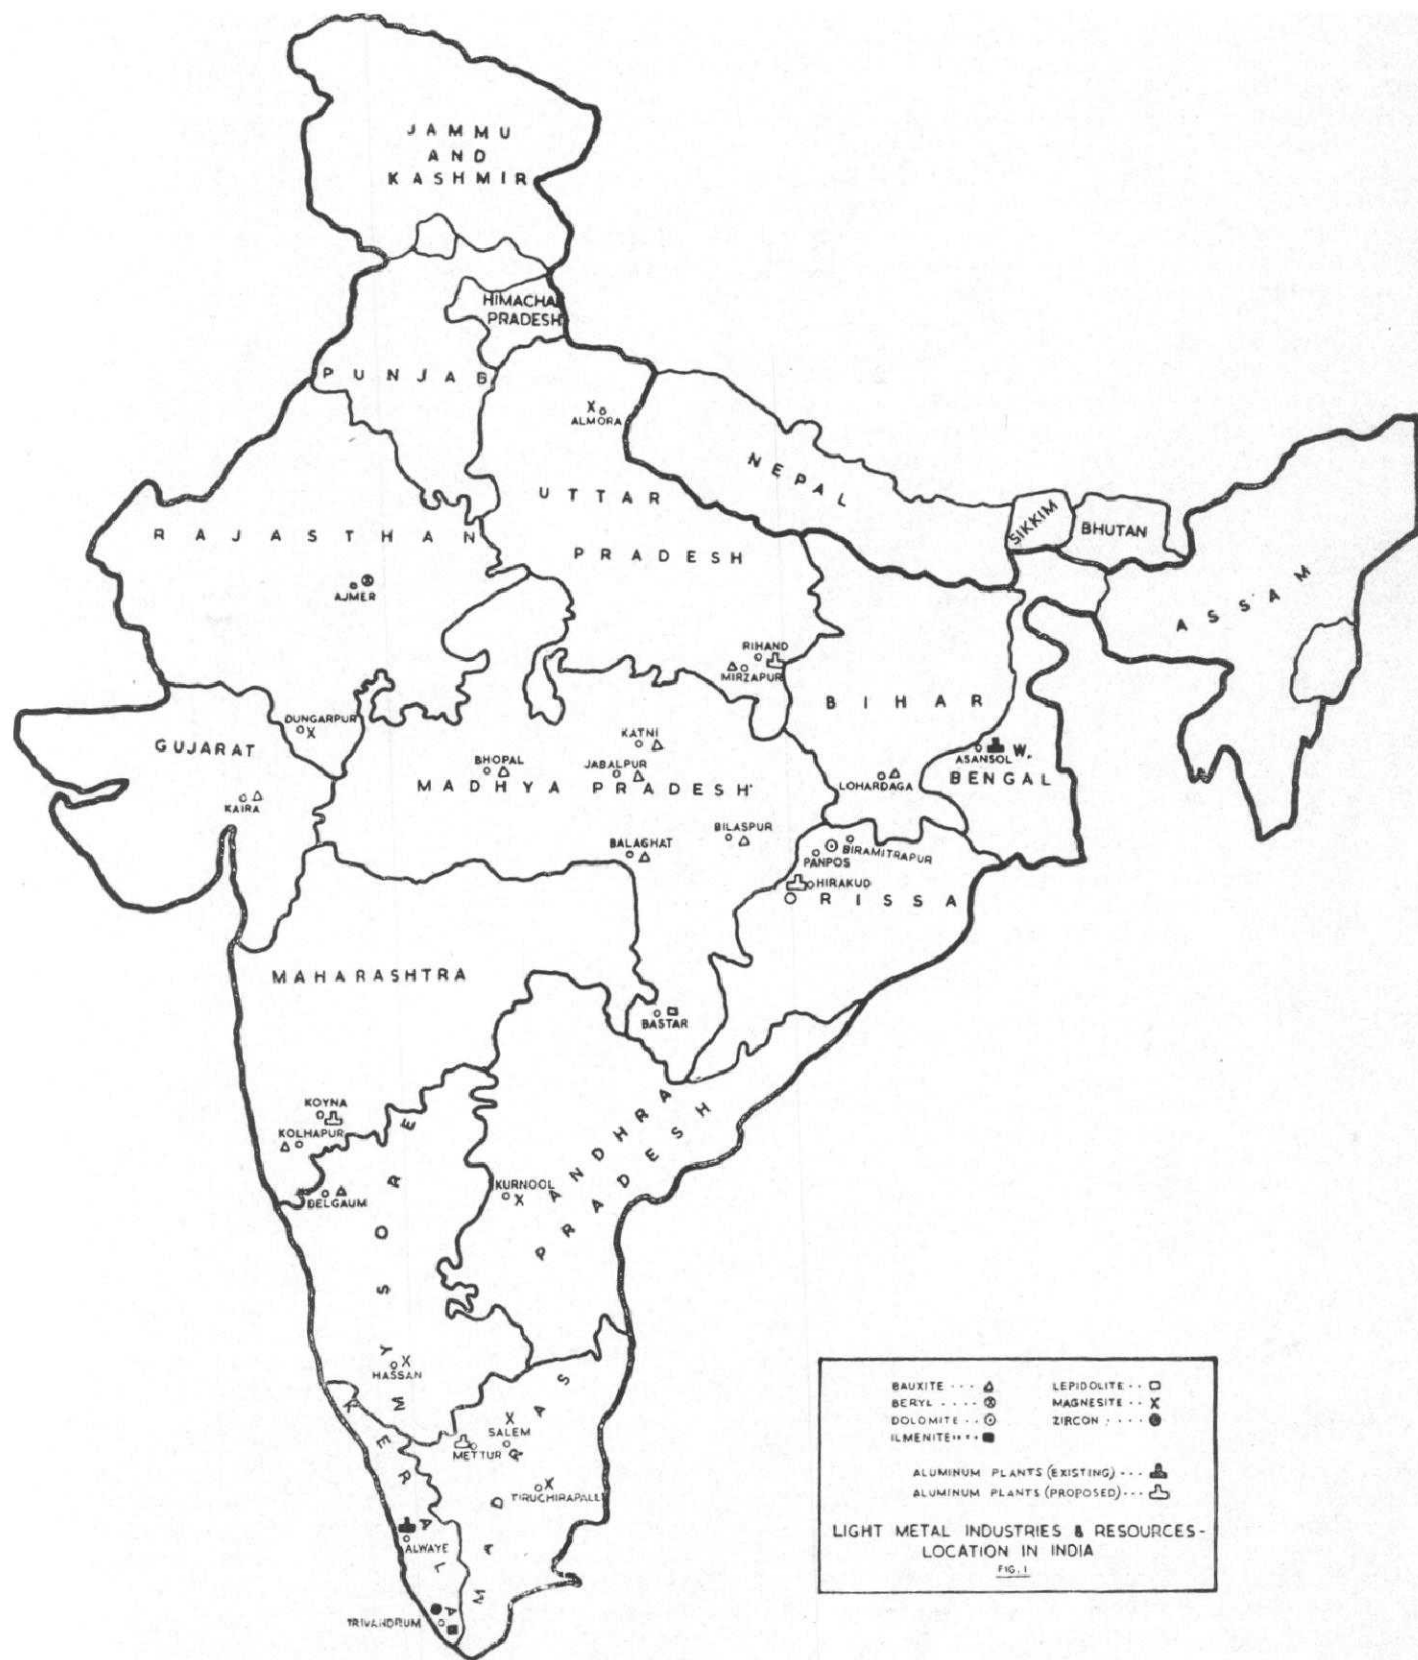 JAMMU
AND
KASHMIR
HIMACHAL
PRADESH
PUNJAB
X
ALMORA
NEPAL
UTTAR
PRADESH
SIKKIM
BHUTAN
ASSAM
RAJASTHAN
AJMER
RIHAND
MIRZAPUR
BIHAR
DUNGARPUR
X
GUJARAT
KATNI
BHOPAL
JABALPUR
MADHYA PRADESH
ASANSOL
W.
BENGAL
LOHARDAGA
KAIRA
BILASPUR
BALAGHAT
BIRAMITRAPUR
PANPOS
HIRAKUD
ORISSA
MAHARASHTRA
BASTAR
KOYNA
KOLHAPUR
BELGAUM
MYSORE
KURNOOL
X
ANDHRA
PRADESH
HASSAN
X
KERALA
MADRAS
X
SALEM
METTUR
X
TIRUCHIRAPALLI
ALWAYE
TRIVANDRUM
BAUXITE
LEPIDOLITE
BERYL
MAGNESITE X
DOLOMITE
ZIRCON
ILMENITE
ALUMINUM PLANTS (EXISTING)
ALUMINUM PLANTS (PROPOSED)
LIGHT METAL INDUSTRIES & RESOURCES-
LOCATION IN INDIA
FIG. 1